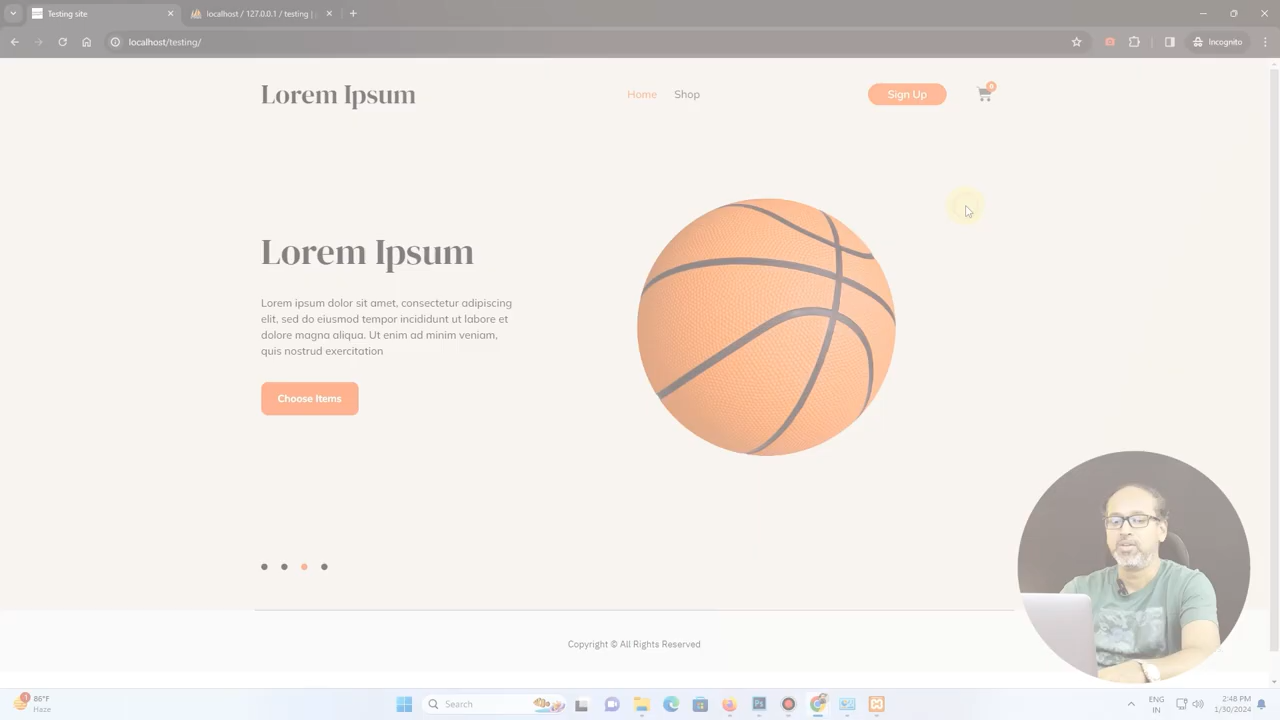 Testing site
localhost / 127.0.0.1 / testing |
localhost/testing/
Incognito
Lorem Ipsum
Home
Shop
Sign Up
0
Lorem Ipsum
Lorem ipsum dolor sit amet, consectetur adipiscing
elit, sed do eiusmod tempor incididunt ut labore et
dolore magna aliqua. Ut enim ad minim veniam,
quis nostrud exercitation
Choose Items
Copyright © All Rights Reserved
1
86°F
Haze
Search
Ps
ENG
IN
2:48 PM
1/30/2024